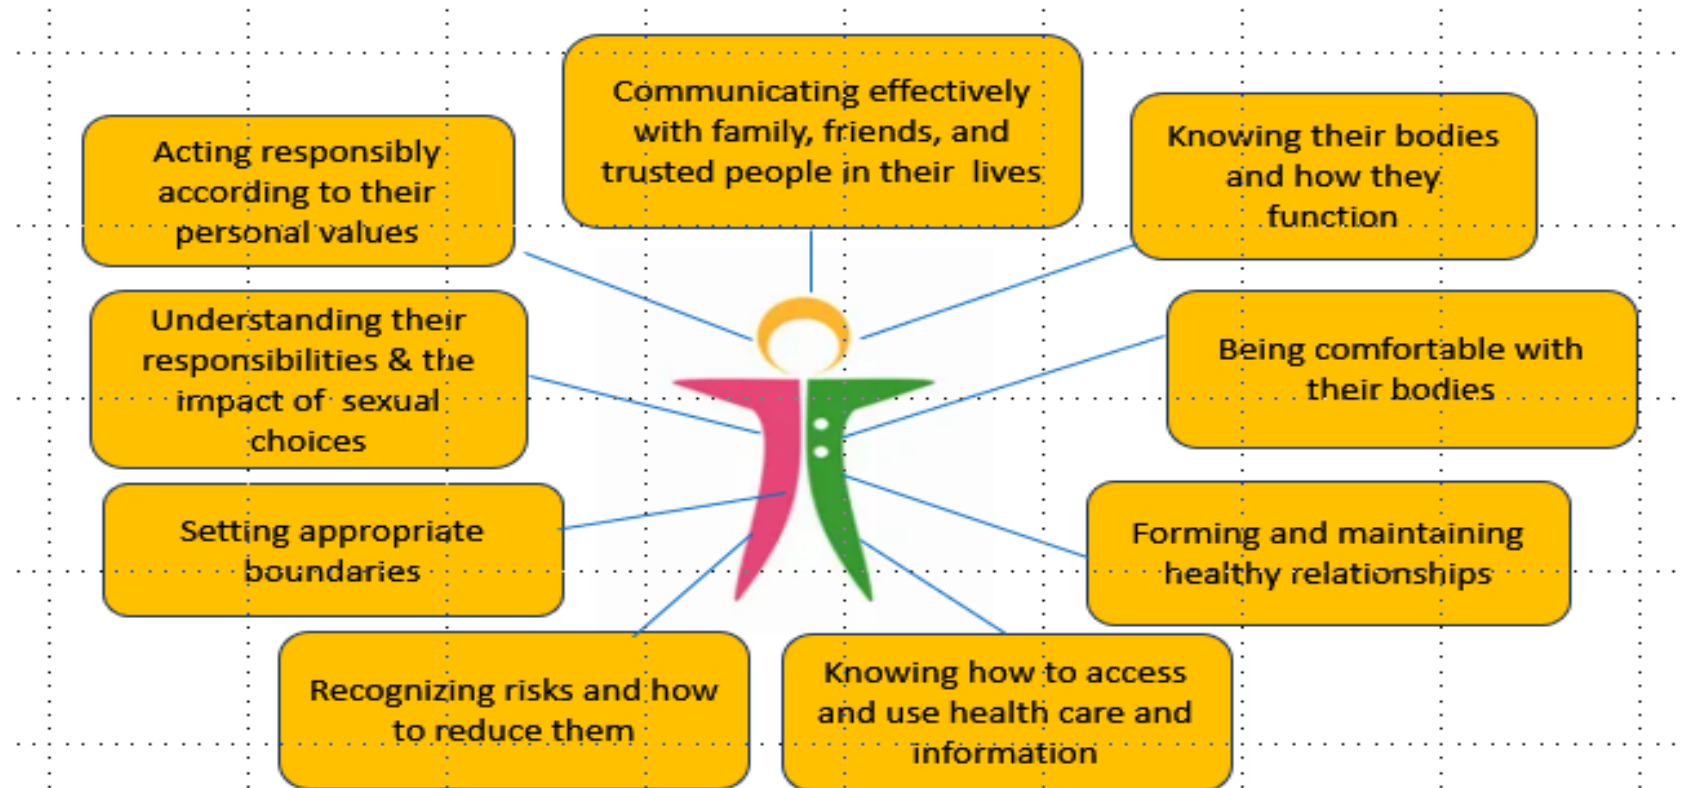 Communicating effectively
with family, friends, and
trusted people in their  lives
Acting responsibly
according to their
personal values
Knowing their bodies
and how they
function
Understanding their
responsibilities & the
impact of  sexual
choices
Being comfortable with
their bodies
Setting appropriate
boundaries
Forming and maintaining
healthy relationships
Recognizing risks and how
to reduce them
Knowing how to access
and use health care and
information